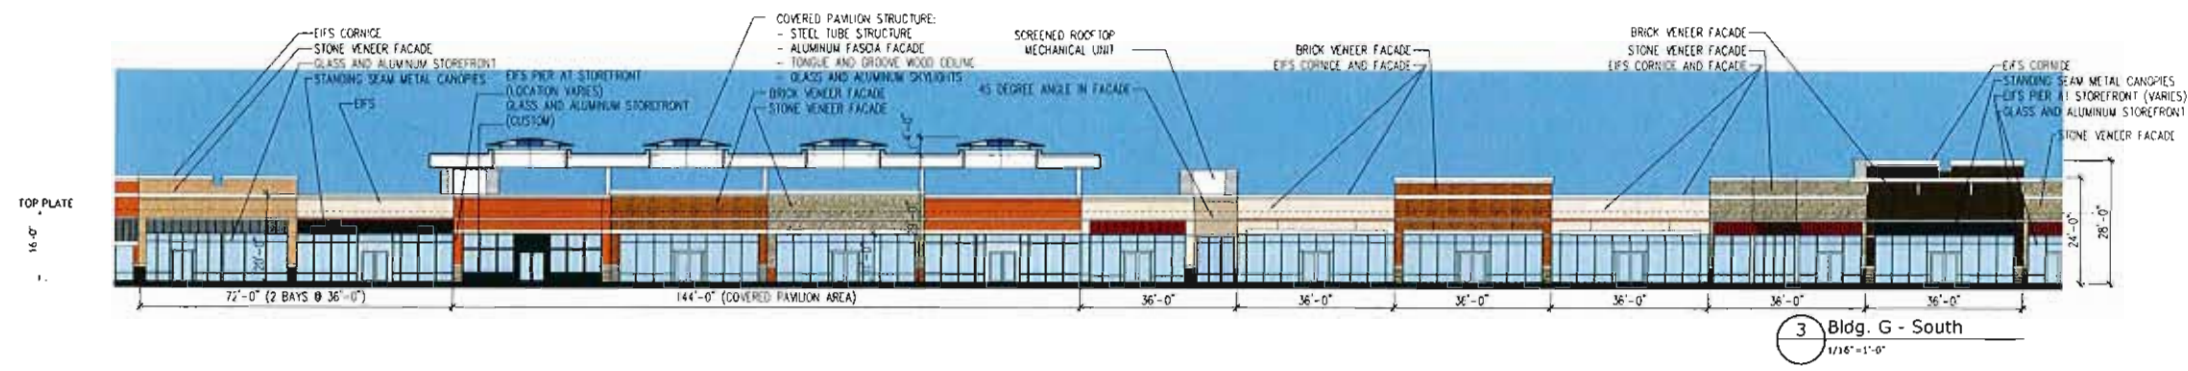 EIFS CORNICE
STONE VENEER FACADE
GLASS AND ALUMINUM STOREFRONT
STANDING SEAM METAL CANOPIES
EIFS
EIFS PIER AT STOREFRONT
(LOCATION VARIES)
GLASS AND ALUMINUM STOREFRONT
(CUSTOM)
COVERED PAVILION STRUCTURE:
- STEEL TUBE STRUCTURE
- ALUMINUM FASCIA FACADE
- TONGUE AND GROOVE WOOD CEILING
- GLASS AND ALUMINUM SKYLIGHTS
BRICK VENEER FACADE
STONE VENEER FACADE
SCREENED ROOFTOP
MECHANICAL UNIT
45 DEGREE ANGLE IN FACADE
BRICK VENEER FACADE
EIFS CORNICE AND FACADE
BRICK VENEER FACADE
STONE VENEER FACADE
EIFS CORNICE AND FACADE
EIFS CORNICE
STANDING SEAM METAL CANOPIES
EIFS PIER AT STOREFRONT (VARIES)
GLASS AND ALUMINUM STOREFRONT
STONE VENEER FACADE
TOP PLATE
16'-0"
20'-0"
24'-0"
28'-0"
72'-0" (2 BAYS @ 36'-0")
144'-0" (COVERED PAVILION AREA)
36'-0"
36'-0"
36'-0"
36'-0"
36'-0"
36'-0"
3
Bldg. G - South
1/16"=1'-0"